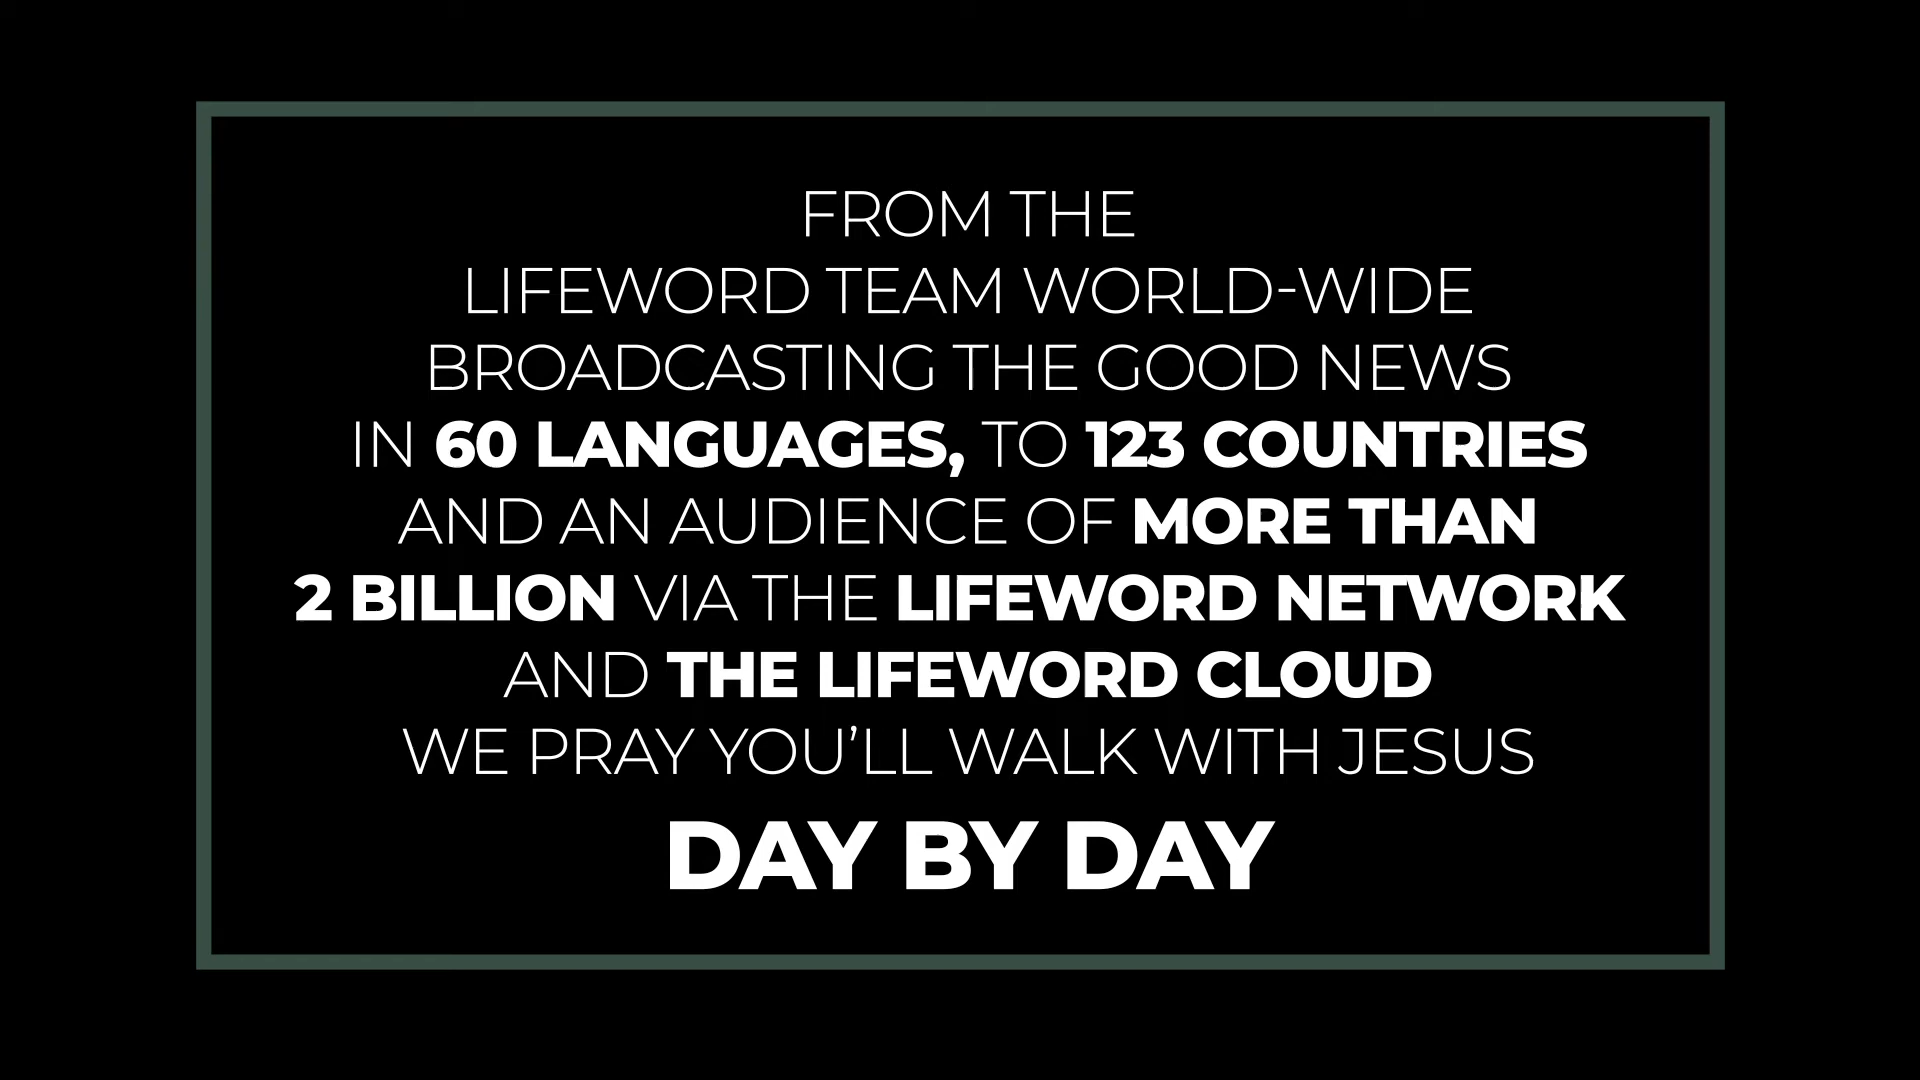 FROM THE
LIFEWORD TEAM WORLD-WIDE
BROADCASTING THE GOOD NEWS
IN 60 LANGUAGES, TO 123 COUNTRIES
AND AN AUDIENCE OF MORE THAN
2 BILLION VIA THE LIFEWORD NETWORK
AND THE LIFEWORD CLOUD
WE PRAY YOU’LL WALK WITH JESUS
DAY BY DAY